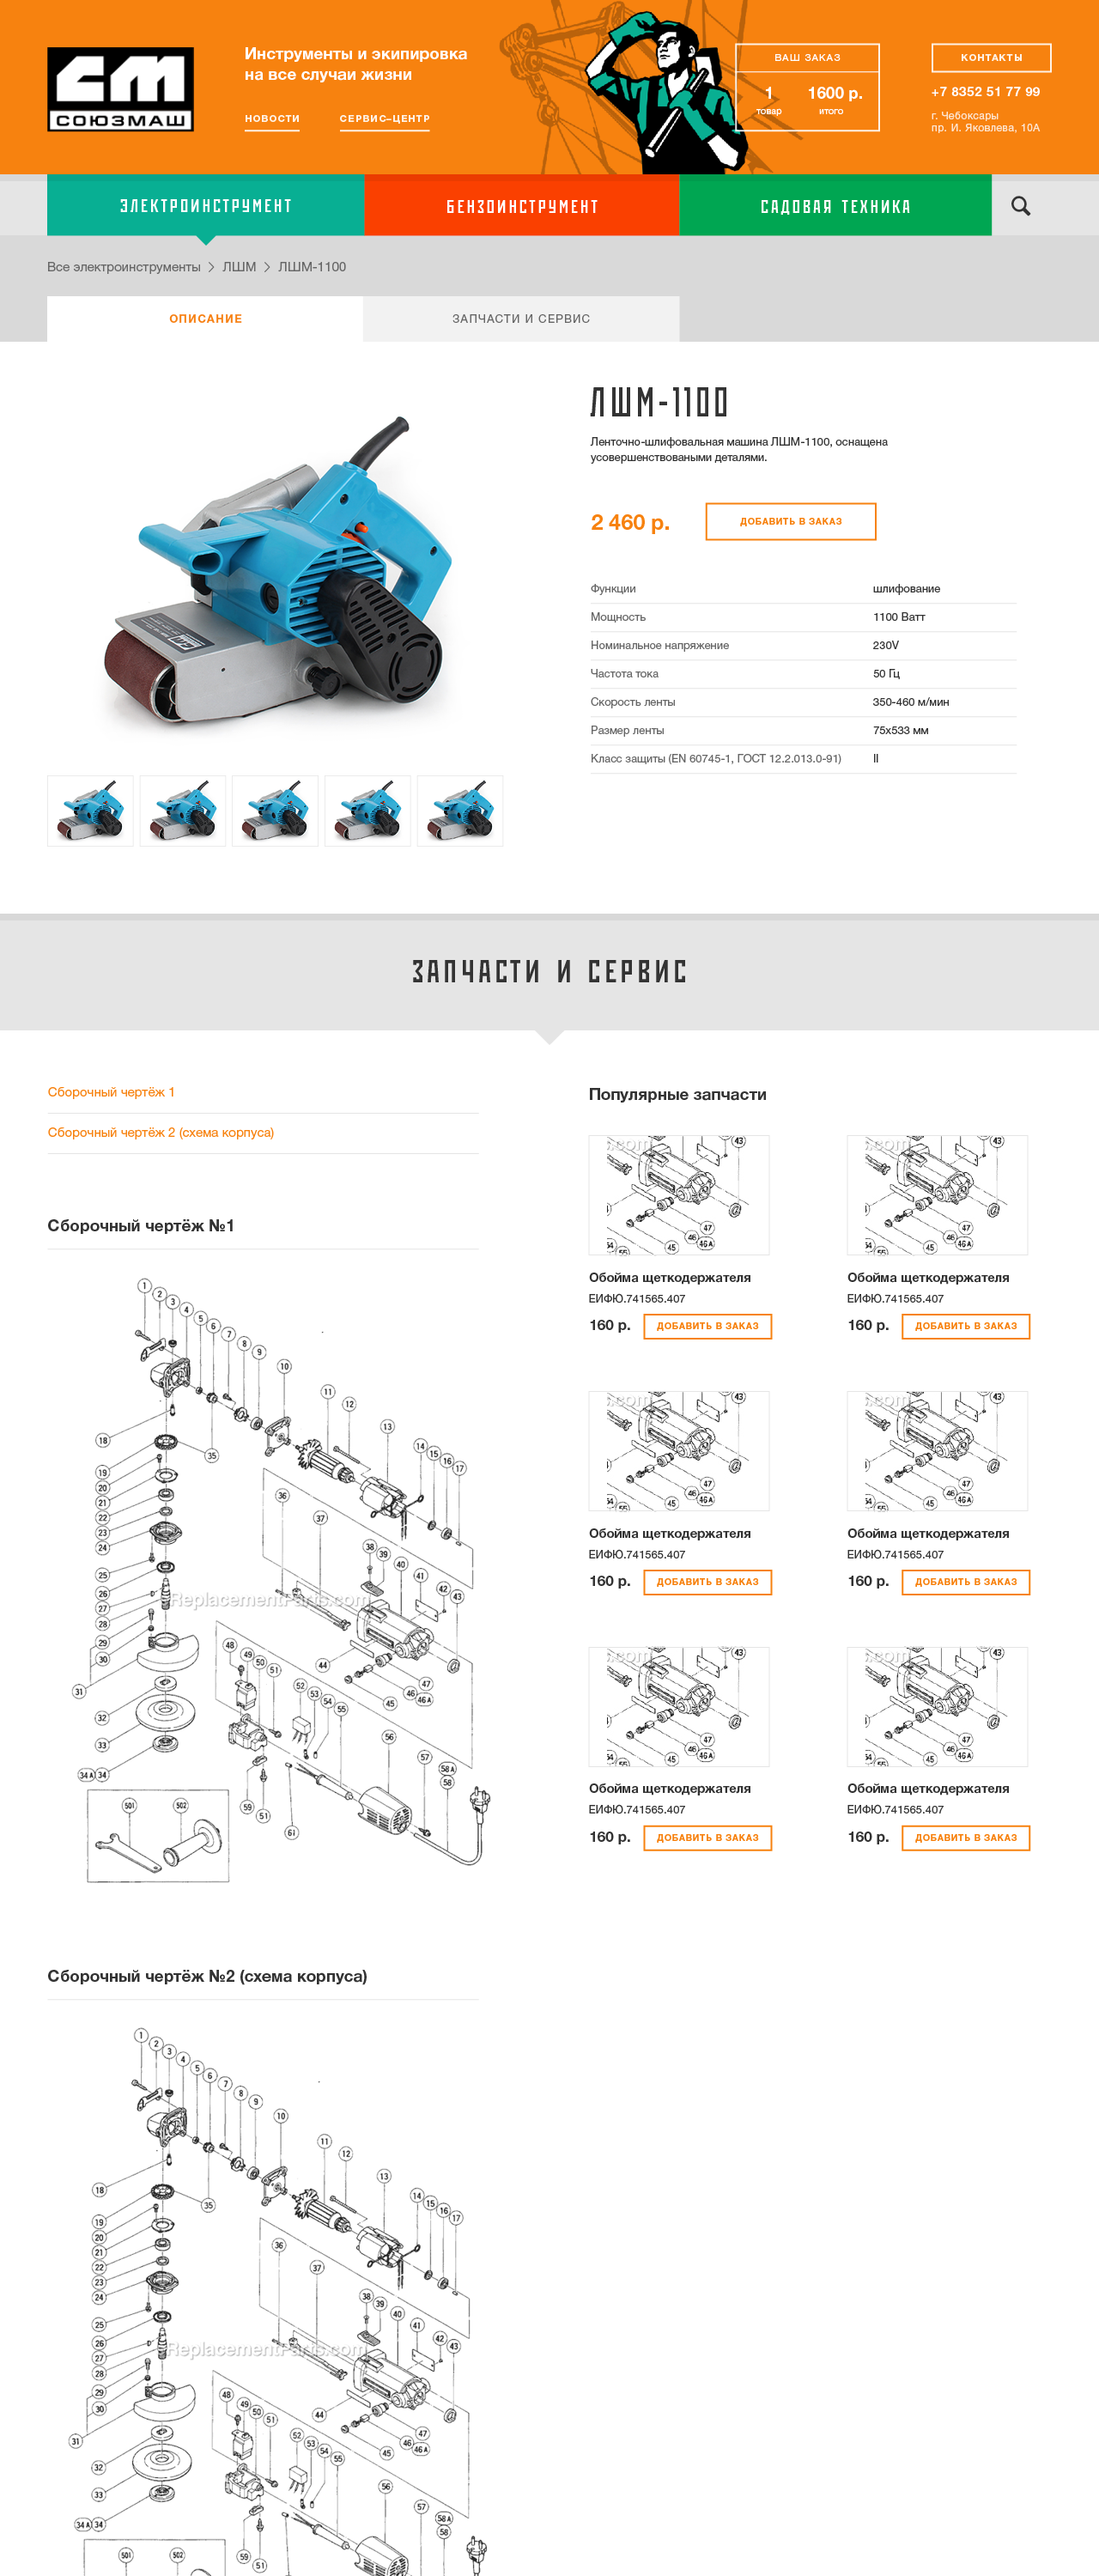 ст
СОЮЗМАШ
Инструменты и экипировка
на все случаи жизни
НОВОСТИ
СЕРВИС-ЦЕНТР
ВАШ ЗАКАЗ
1
товар
1600 р.
итого
КОНТАКТЫ
+7 8352 51 77 99
г. Чебоксары
пр. И. Яковлева, 10А
ЭЛЕКТРОИНСТРУМЕНТ
БЕНЗОИНСТРУМЕНТ
САДОВАЯ ТЕХНИКА
Все электроинструменты > ЛШМ > ЛШМ-1100
ОПИСАНИЕ
ЗАПЧАСТИ И СЕРВИС
ЛШМ-1100
Ленточно-шлифовальная машина ЛШМ-1100, оснащена
усовершенствоваными деталями.
2 460 р.
ДОБАВИТЬ В ЗАКАЗ
Функции шлифование
Мощность 1100 Ватт
Номинальное напряжение 230V
Частота тока 50 Гц
Скорость ленты 350-460 м/мин
Размер ленты 75х533 мм
Класс защиты (EN 60745-1, ГОСТ 12.2.013.0-91) II
ЗАПЧАСТИ И СЕРВИС
Сборочный чертёж 1
Сборочный чертёж 2 (схема корпуса)
Сборочный чертёж №1
ReplacementParts.com
Популярные запчасти
Обойма щеткодержателя
ЕИФЮ.741565.407
160 р.
ДОБАВИТЬ В ЗАКАЗ
Обойма щеткодержателя
ЕИФЮ.741565.407
160 р.
ДОБАВИТЬ В ЗАКАЗ
Обойма щеткодержателя
ЕИФЮ.741565.407
160 р.
ДОБАВИТЬ В ЗАКАЗ
Обойма щеткодержателя
ЕИФЮ.741565.407
160 р.
ДОБАВИТЬ В ЗАКАЗ
Обойма щеткодержателя
ЕИФЮ.741565.407
160 р.
ДОБАВИТЬ В ЗАКАЗ
Обойма щеткодержателя
ЕИФЮ.741565.407
160 р.
ДОБАВИТЬ В ЗАКАЗ
Сборочный чертёж №2 (схема корпуса)
ReplacementParts.com